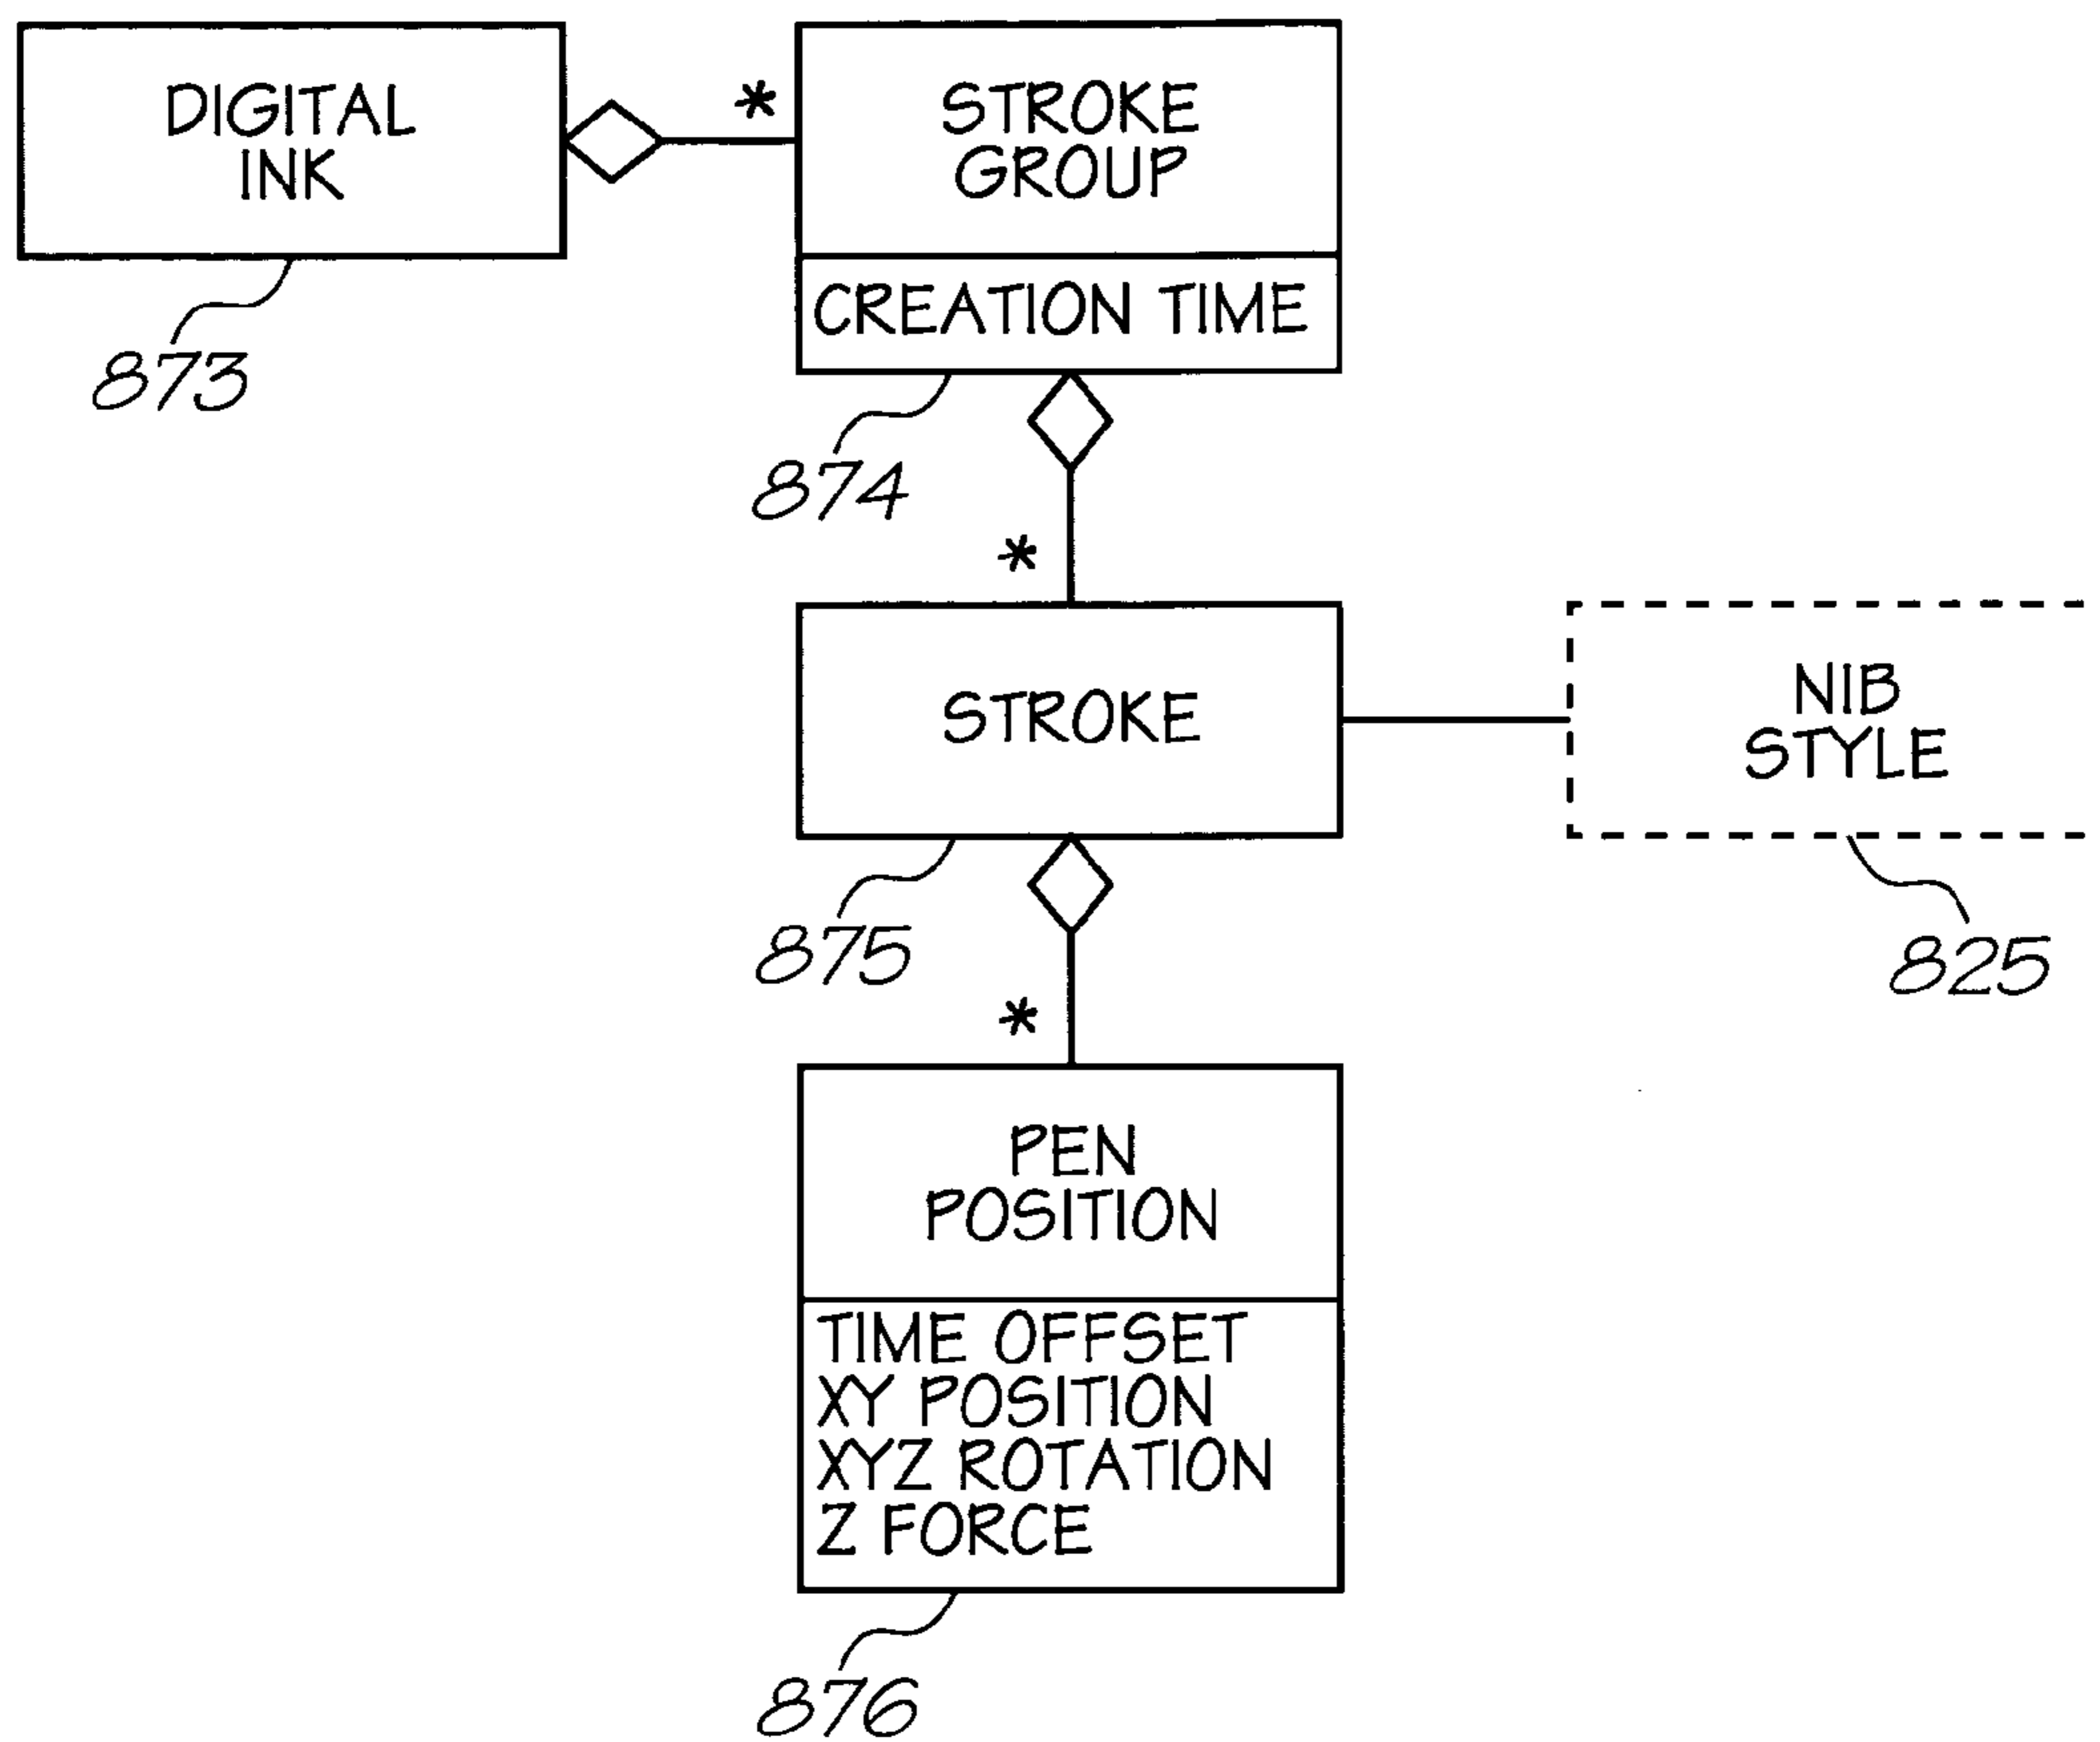 DIGITAL
INK
*
STROKE
GROUP
CREATION TIME
873
874
*
STROKE
NIB
STYLE
875
825
*
PEN
POSITION
TIME OFFSET
XY POSITION
XYZ ROTATION
Z FORCE
876